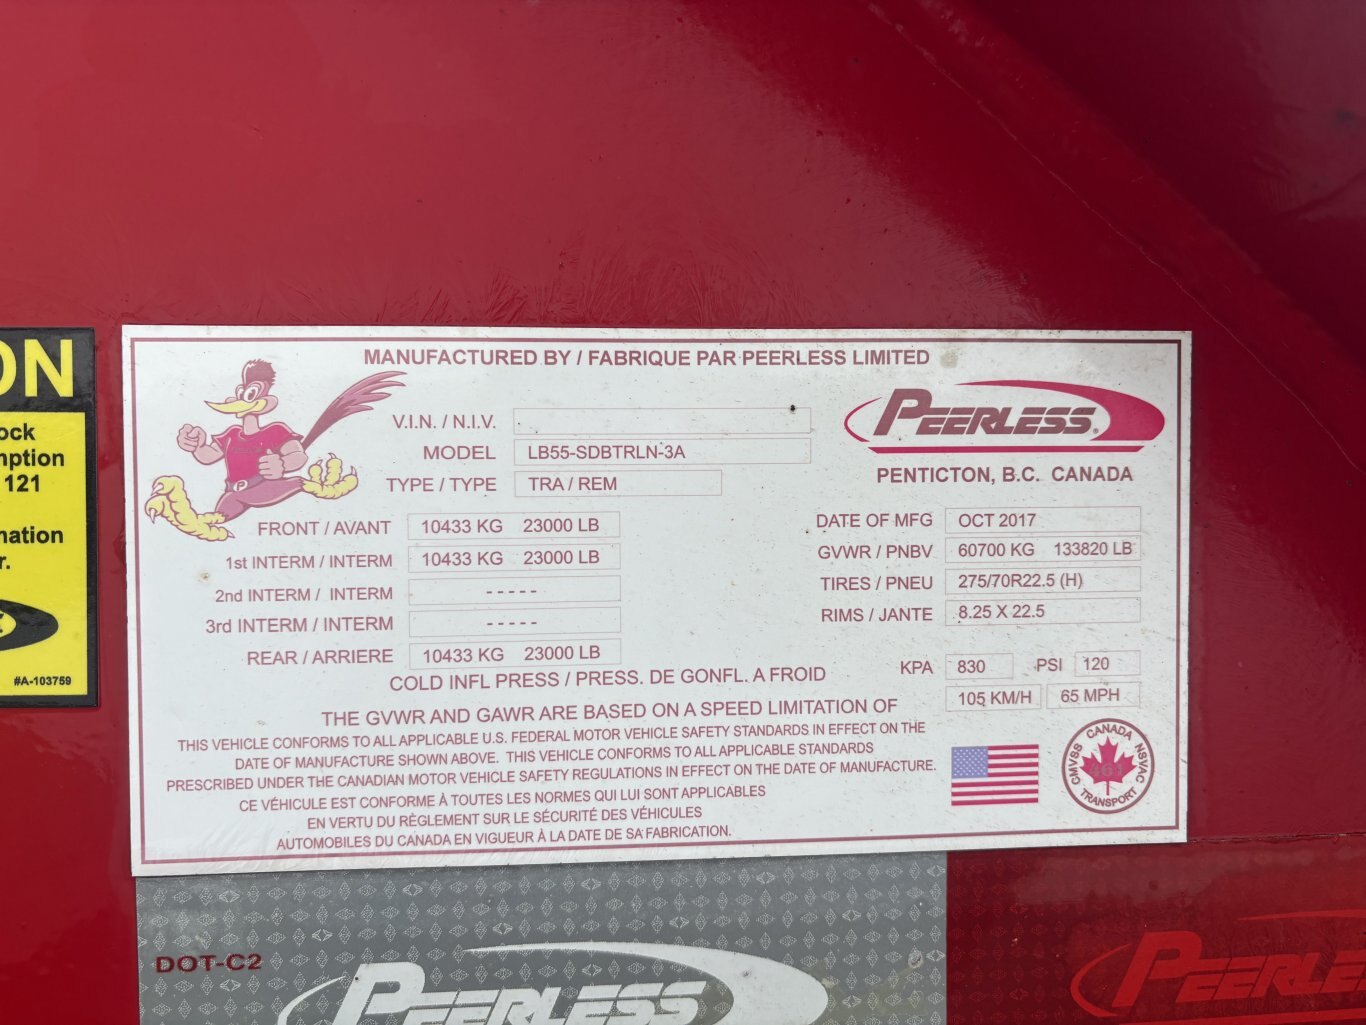 ON
ock
mption
121
mation
r.
#A-103759
MANUFACTURED BY / FABRIQUE PAR PEERLESS LIMITED
PEERLESS®
PENTICTON, B.C. CANADA
V.I.N. / N.I.V.
MODEL LB55-SDBTRLN-3A
TYPE / TYPE TRA / REM
FRONT / AVANT 10433 KG 23000 LB
1st INTERM / INTERM 10433 KG 23000 LB
2nd INTERM / INTERM - - - - -
3rd INTERM / INTERM - - - - -
REAR / ARRIERE 10433 KG 23000 LB
DATE OF MFG OCT 2017
GVWR / PNBV 60700 KG 133820 LB
TIRES / PNEU 275/70R22.5 (H)
RIMS / JANTE 8.25 X 22.5
COLD INFL PRESS / PRESS. DE GONFL. A FROID KPA 830 PSI 120
THE GVWR AND GAWR ARE BASED ON A SPEED LIMITATION OF 105 KM/H 65 MPH
THIS VEHICLE CONFORMS TO ALL APPLICABLE U.S. FEDERAL MOTOR VEHICLE SAFETY STANDARDS IN EFFECT ON THE
DATE OF MANUFACTURE SHOWN ABOVE. THIS VEHICLE CONFORMS TO ALL APPLICABLE STANDARDS
PRESCRIBED UNDER THE CANADIAN MOTOR VEHICLE SAFETY REGULATIONS IN EFFECT ON THE DATE OF MANUFACTURE.
CE VÉHICULE EST CONFORME À TOUTES LES NORMES QUI LUI SONT APPLICABLES
EN VERTU DU RÈGLEMENT SUR LE SÉCURITÉ DES VÉHICULES
AUTOMOBILES DU CANADA EN VIGUEUR À LA DATE DE SA FABRICATION.
CANADA
CMVSS
NSVAC
TRANSPORT
DOT-C2
PEERLESS
PEERLE